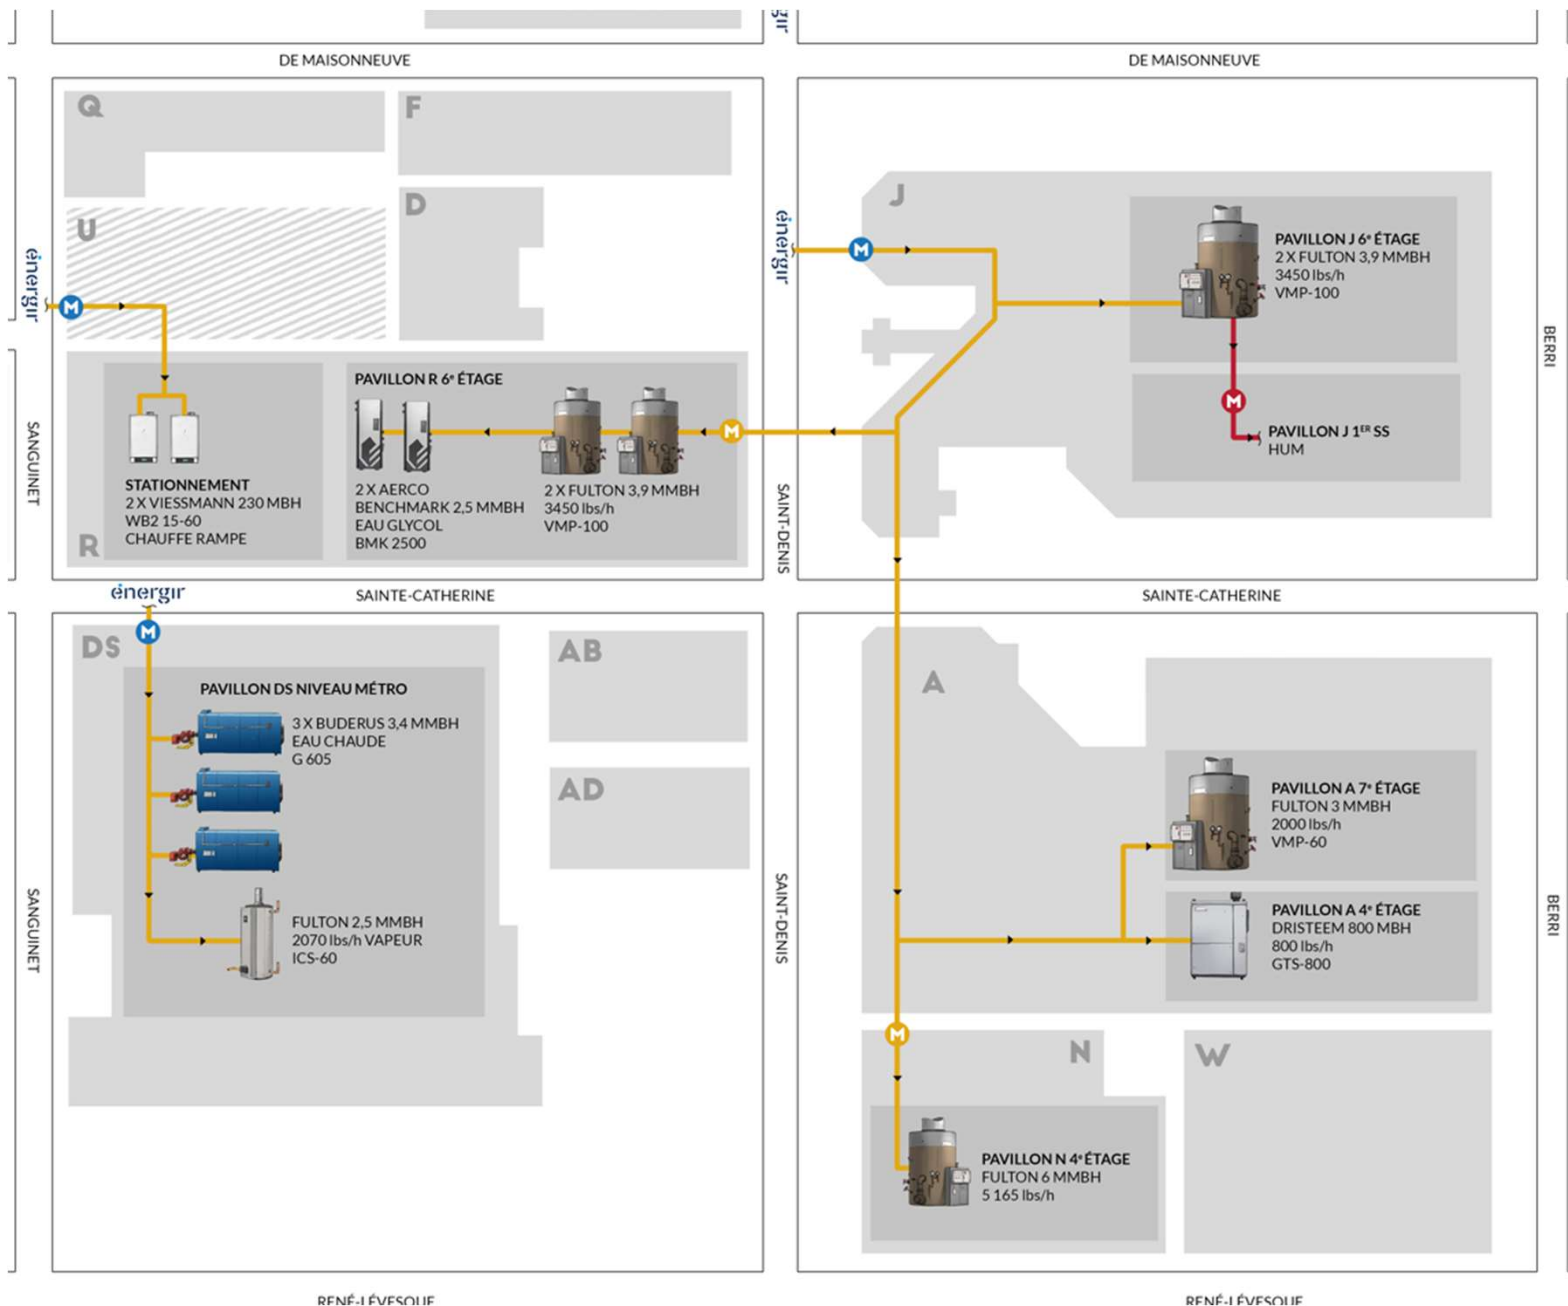 énergir
DE MAISONNEUVE
DE MAISONNEUVE
Q
F
U
D
énergir
M
STATIONNEMENT
2 X VIESSMANN 230 MBH
WB2 15-60
CHAUFFE RAMPE
R
PAVILLON R 6e ÉTAGE
2 X AERCO
BENCHMARK 2,5 MMBH
EAU GLYCOL
BMK 2500
2 X FULTON 3,9 MMBH
3450 lbs/h
VMP-100
M
énergir
M
J
PAVILLON J 6e ÉTAGE
2 X FULTON 3,9 MMBH
3450 lbs/h
VMP-100
M
PAVILLON J 1ER SS
HUM
SANGUINET
SAINT-DENIS
BERRI
énergir
SAINTE-CATHERINE
SAINTE-CATHERINE
M
DS
PAVILLON DS NIVEAU MÉTRO
3 X BUDERUS 3,4 MMBH
EAU CHAUDE
G 605
FULTON 2,5 MMBH
2070 lbs/h VAPEUR
ICS-60
AB
AD
A
PAVILLON A 7e ÉTAGE
FULTON 3 MMBH
2000 lbs/h
VMP-60
PAVILLON A 4e ÉTAGE
DRISTEEM 800 MBH
800 lbs/h
GTS-800
SANGUINET
SAINT-DENIS
BERRI
M
N
W
PAVILLON N 4e ÉTAGE
FULTON 6 MMBH
5 165 lbs/h
RENÉ-LÉVESQUE
RENÉ-LÉVESQUE